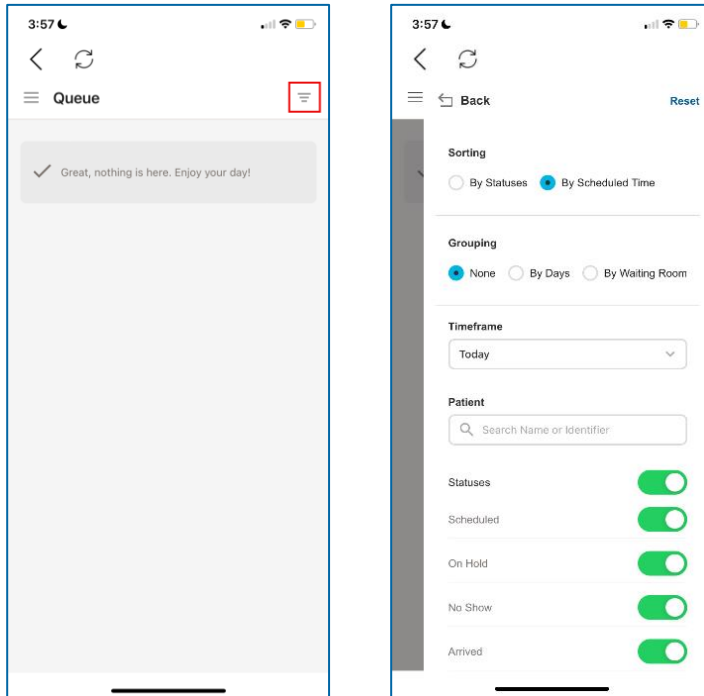 3:57
Queue
Great, nothing is here. Enjoy your day!
3:57
Back Reset
Sorting
By Statuses By Scheduled Time
Grouping
None By Days By Waiting Room
Timeframe
Today
Patient
Search Name or Identifier
Statuses
Scheduled
On Hold
No Show
Arrived